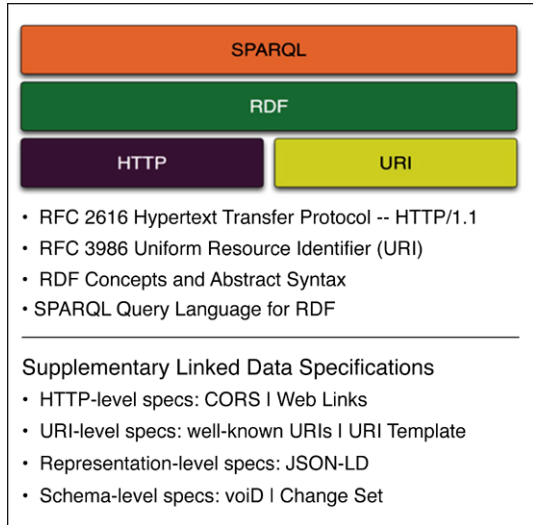 SPARQL
RDF
HTTP
URI
• RFC 2616 Hypertext Transfer Protocol -- HTTP/1.1
• RFC 3986 Uniform Resource Identifier (URI)
• RDF Concepts and Abstract Syntax
• SPARQL Query Language for RDF
Supplementary Linked Data Specifications
• HTTP-level specs: CORS | Web Links
• URI-level specs: well-known URIs | URI Template
• Representation-level specs: JSON-LD
• Schema-level specs: voiD | Change Set